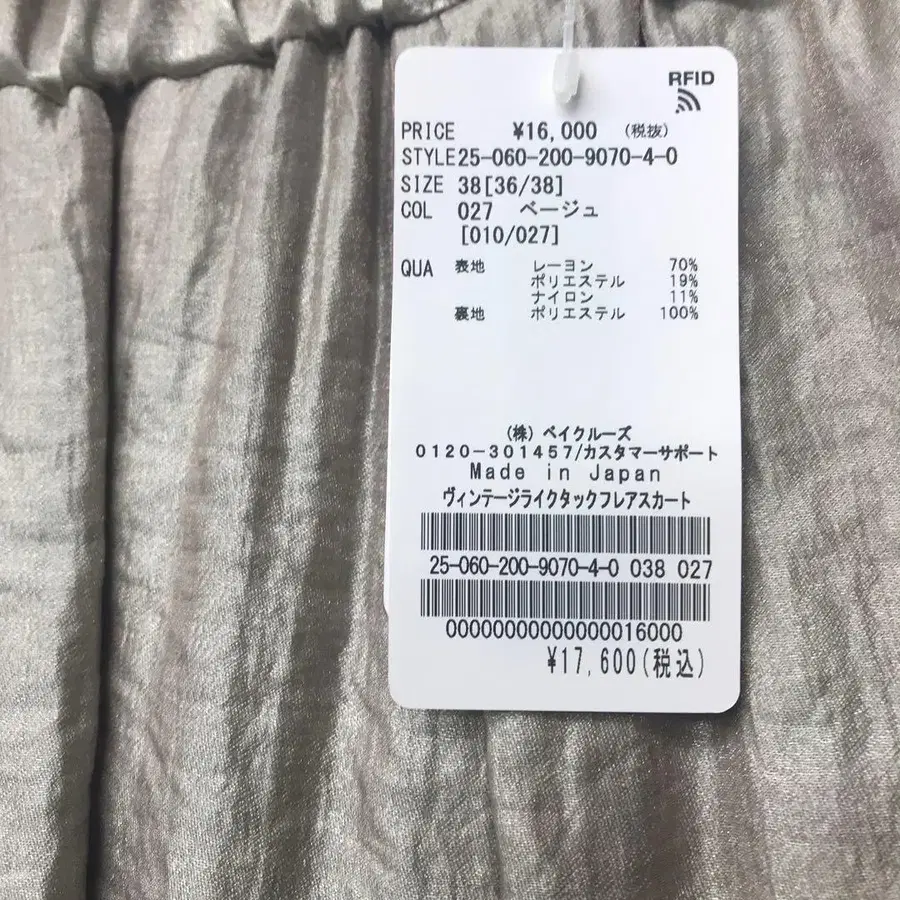 RFID
PRICE ¥16,000 (税抜)
STYLE 25-060-200-9070-4-0
SIZE 38[36/38]
COL 027 ベージュ
[010/027]
QUA 表地 レーヨン 70%
ポリエステル 19%
ナイロン 11%
裏地 ポリエステル 100%
(株) ベイクルーズ
0120-301457/カスタマーサポート
Made in Japan
ヴィンテージライクタックフレアスカート
25-060-200-9070-4-0 038 027
00000000000000016000
¥17,600(税込)